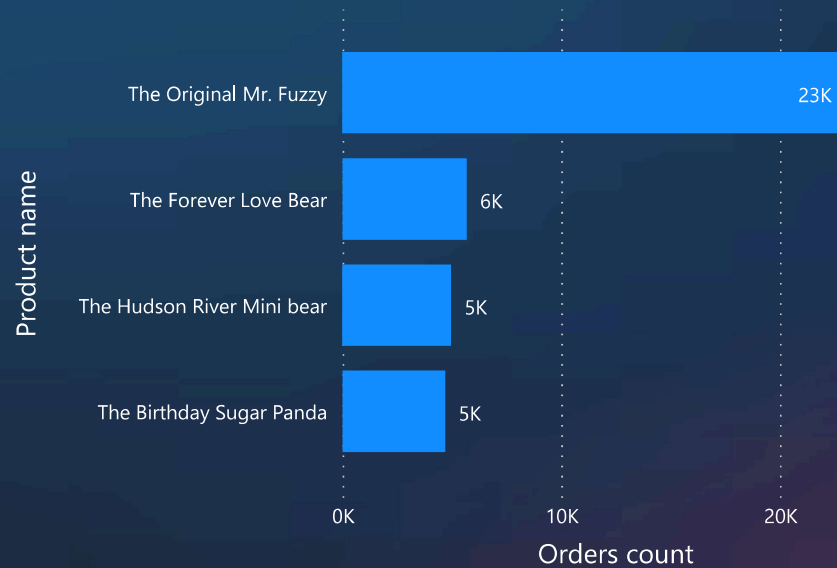 Product name
The Original Mr. Fuzzy
23K
The Forever Love Bear
6K
The Hudson River Mini bear
5K
The Birthday Sugar Panda
5K
0K
10K
20K
Orders count